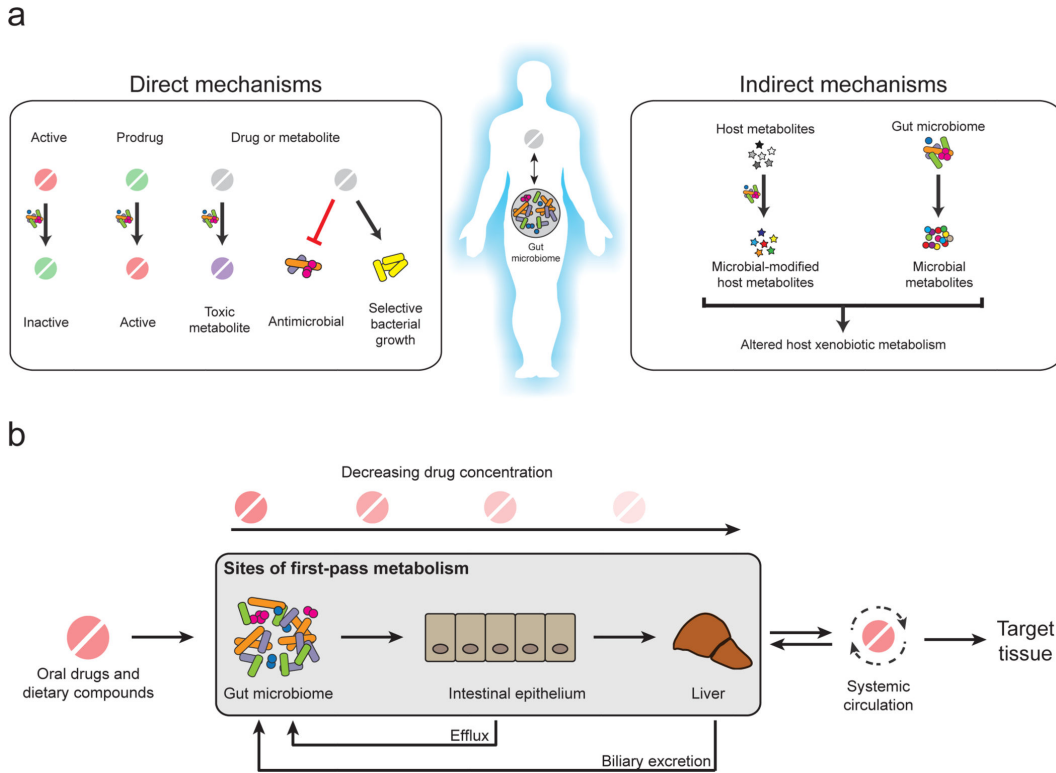 a
Direct mechanisms
Active
Prodrug
Drug or metabolite
Inactive
Active
Toxic
metabolite
Antimicrobial
Selective
bacterial
growth
Gut
microbiome
Indirect mechanisms
Host metabolites
Gut microbiome
Microbial-modified
host metabolites
Microbial
metabolites
Altered host xenobiotic metabolism
b
Decreasing drug concentration
Sites of first-pass metabolism
Oral drugs and
dietary compounds
Gut microbiome
Intestinal epithelium
Liver
Systemic
circulation
Target
tissue
Efflux
Biliary excretion